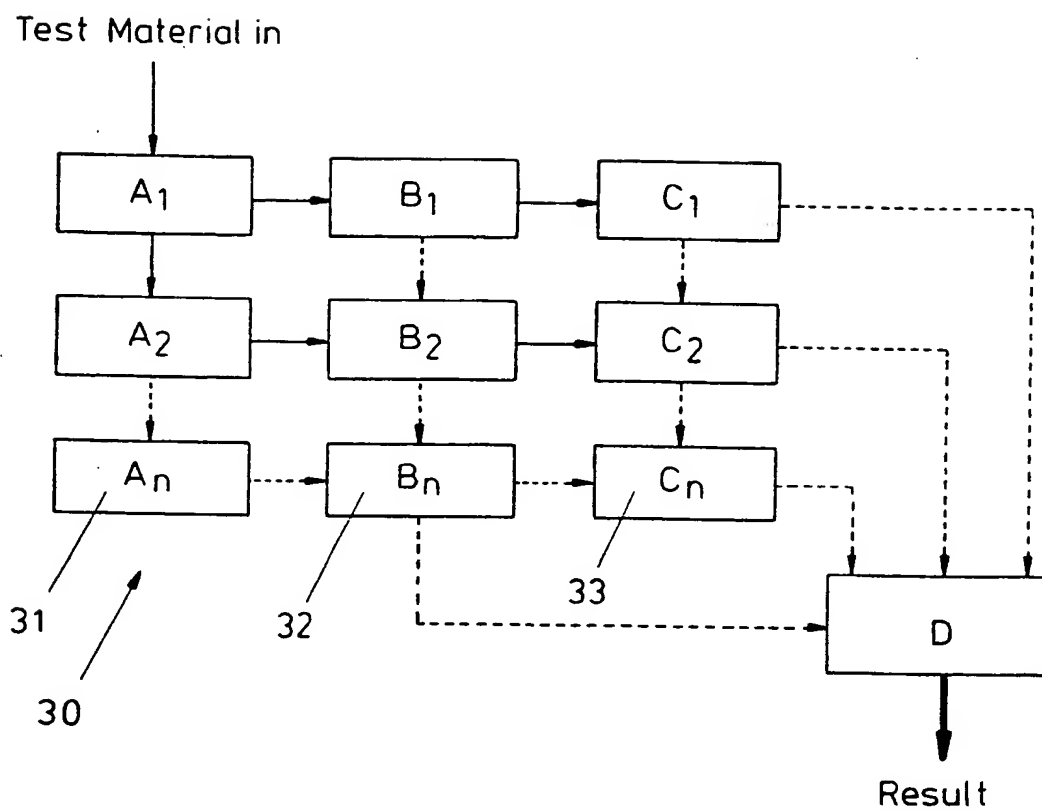 Test Material in
A1
B1
C1
A2
B2
C2
An
Bn
Cn
31
32
33
D
30
Result